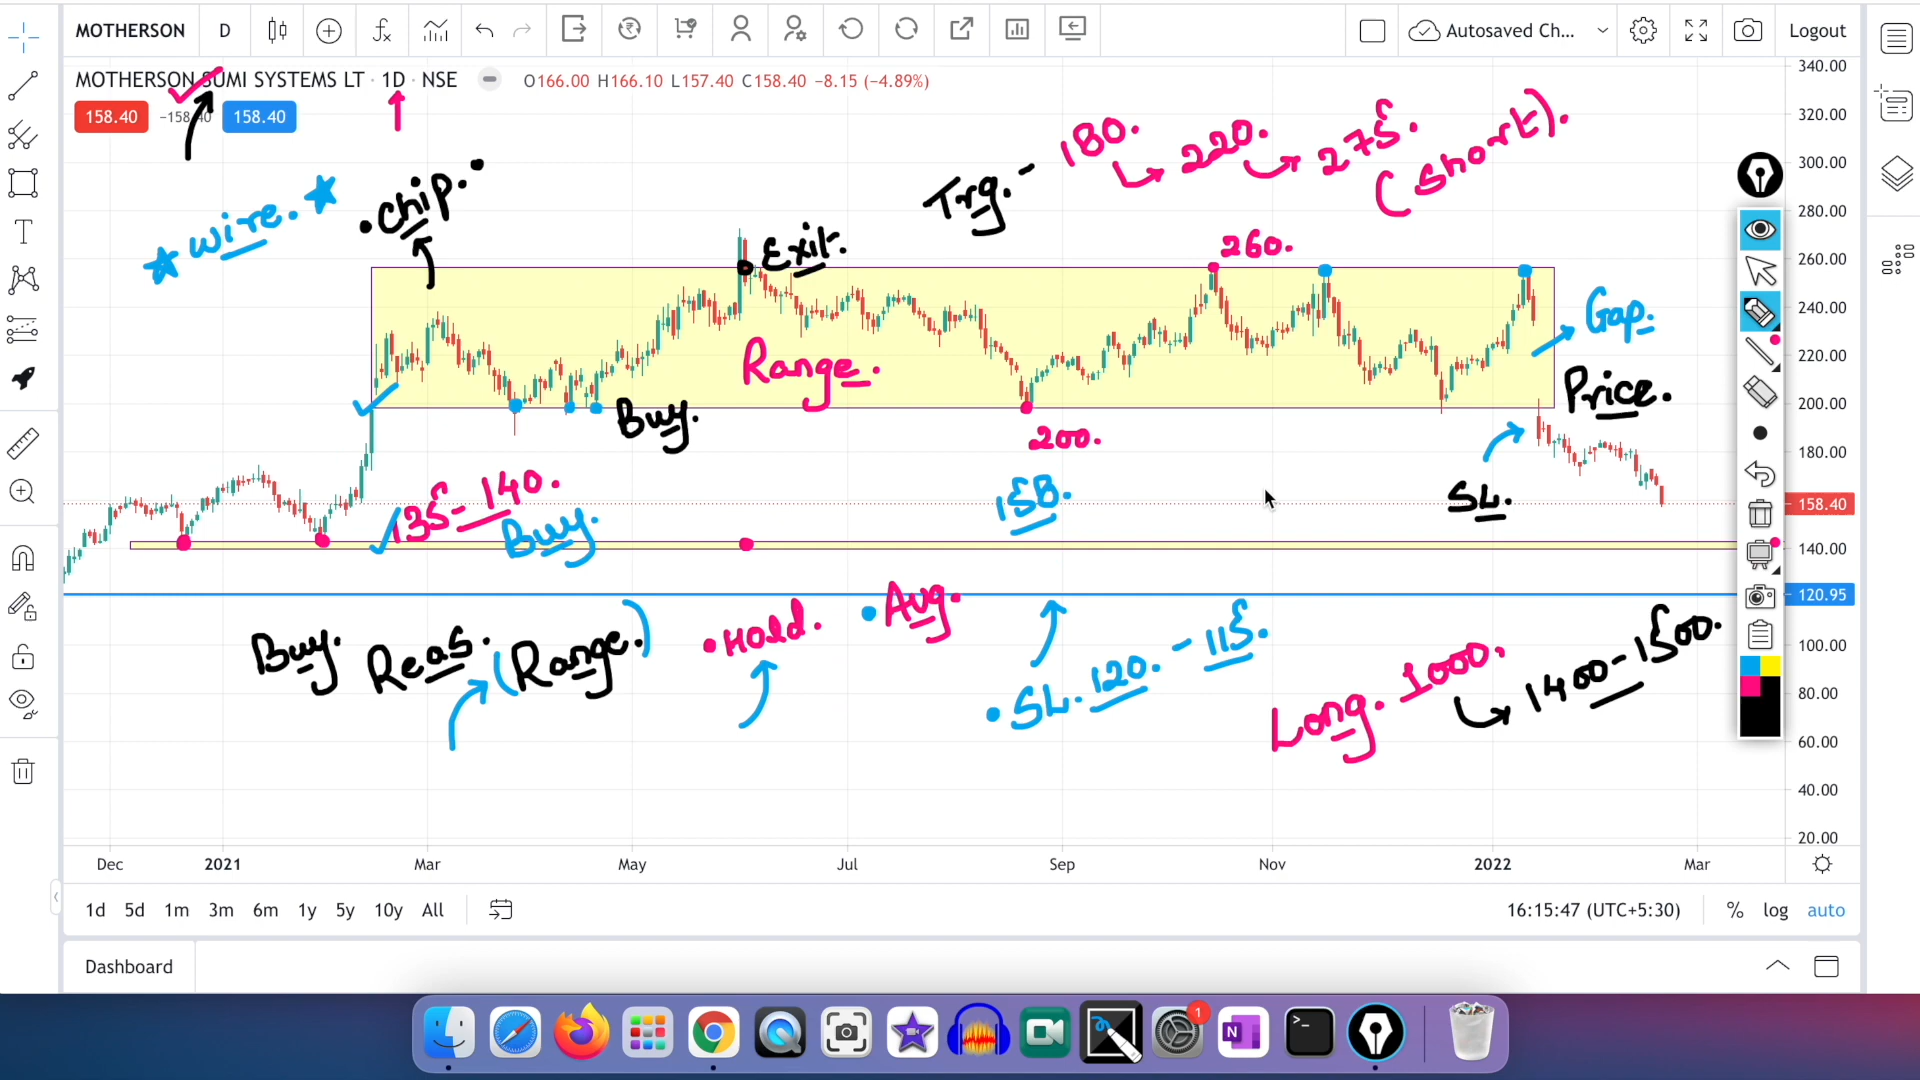 MOTHERSON D Autosaved Ch... Logout
MOTHERSON SUMI SYSTEMS LT · 1D · NSE O166.00 H166.10 L157.40 C158.40 −8.15 (−4.89%)
158.40 −158.40 158.40
Trg.- 180. 220. 275.
(Short).
wire.
Chip.
Exit.
260.
Gap.
Range.
Price.
Buy.
200.
SL.
135-140.
Buy.
158.
Buy. Reas. (Range.)
Hold.
Avg.
SL. 120. - 115.
Long. 1000. 1400-1500.
340.00
320.00
300.00
280.00
260.00
240.00
220.00
200.00
180.00
158.40
140.00
120.95
100.00
80.00
60.00
40.00
20.00
Dec 2021 Mar May Jul Sep Nov 2022 Mar
1d 5d 1m 3m 6m 1y 5y 10y All 16:15:47 (UTC+5:30) % log auto
Dashboard
1